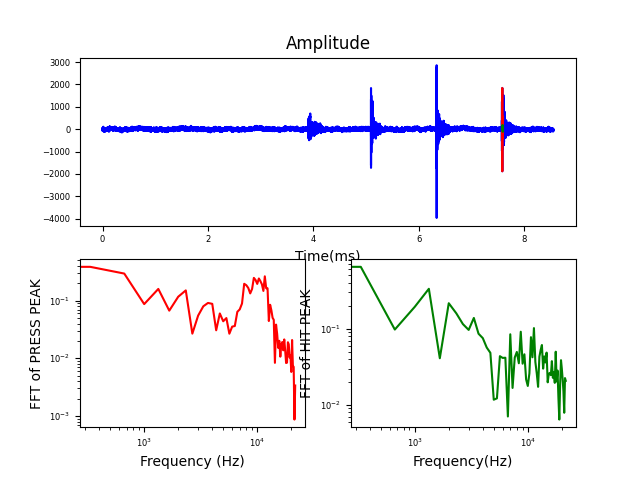 Amplitude
3000
2000
1000
0
−1000
−2000
−3000
−4000
0 2 4 6 8
Time(ms)
FFT of PRESS PEAK
10⁻¹
10⁻²
10⁻³
10³ 10⁴
Frequency (Hz)
FFT of HIT PEAK
10⁻¹
10⁻²
10³ 10⁴
Frequency(Hz)